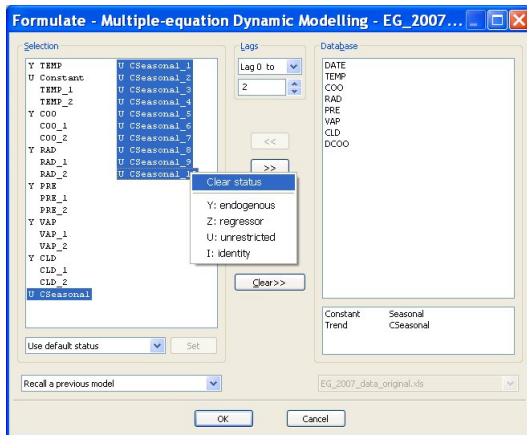 Formulate - Multiple-equation Dynamic Modelling - EG_2007...
Selection
Y TEMP
U Constant
TEMP_1
TEMP_2
Y COO
COO_1
COO_2
Y RAD
RAD_1
RAD_2
Y PRE
PRE_1
PRE_2
Y VAP
VAP_1
VAP_2
Y CLD
CLD_1
CLD_2
U CSeasonal
U CSeasonal_1
U CSeasonal_2
U CSeasonal_3
U CSeasonal_4
U CSeasonal_5
U CSeasonal_6
U CSeasonal_7
U CSeasonal_8
U CSeasonal_9
U CSeasonal_1
Use default status
Set
Recall a previous model
Lags
Lag 0 to
2
<<
>>
Clear status
Y: endogenous
Z: regressor
U: unrestricted
I: identity
Clear>>
Database
DATE
TEMP
COO
RAD
PRE
VAP
CLD
DCOO
Constant Seasonal
Trend CSeasonal
EG_2007_data_original.xls
OK
Cancel